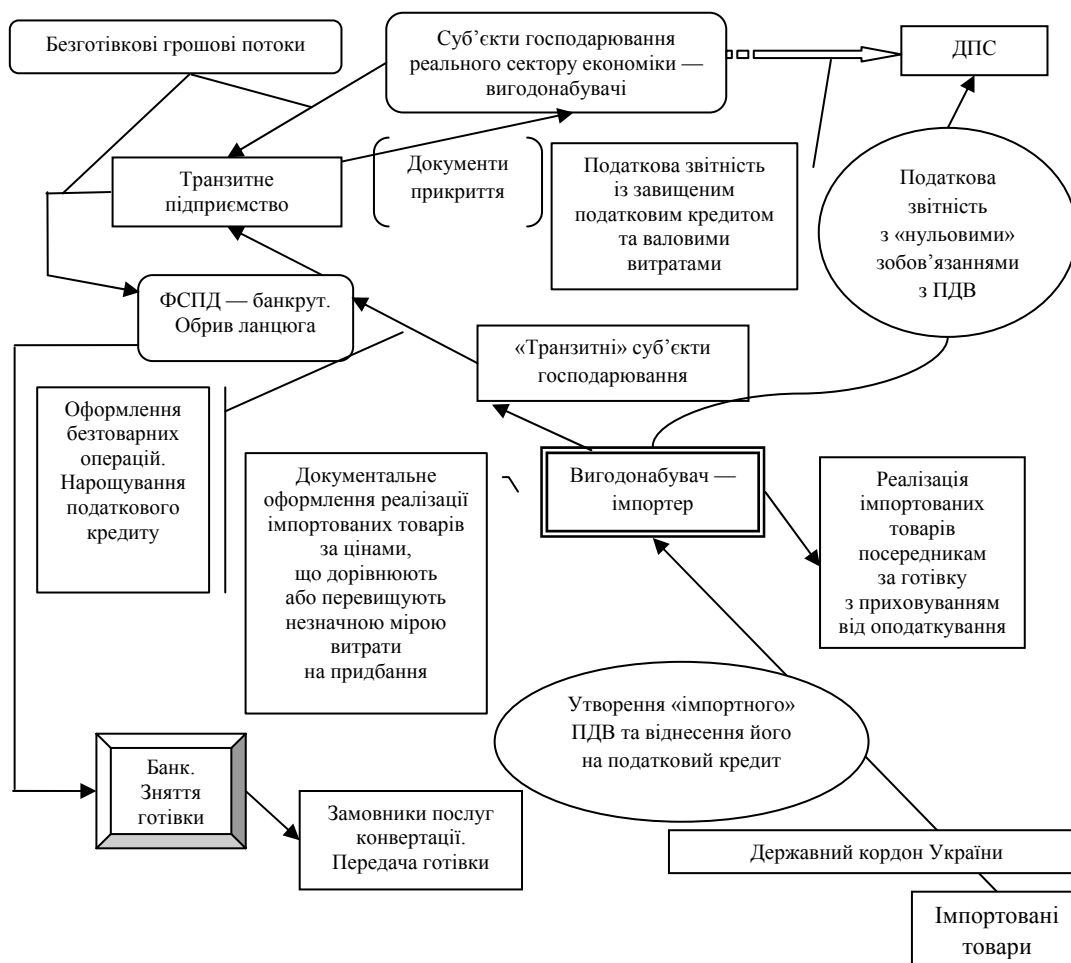 Безготівкові грошові потоки
Суб’єкти господарювання
реального сектору економіки —
вигодонабувачі
ДПС
Транзитне
підприємство
Документи
прикриття
Податкова звітність
із завищеним
податковим кредитом
та валовими
витратами
Податкова
звітність
з «нульовими»
зобов’язаннями
з ПДВ
ФСПД — банкрут.
Обрив ланцюга
«Транзитні» суб’єкти
господарювання
Оформлення
безтоварних
операцій.
Нарощування
податкового
кредиту
Документальне
оформлення реалізації
імпортованих товарів
за цінами,
що дорівнюють
або перевищують
незначною мірою
витрати
на придбання
Вигодонабувач —
імпортер
Реалізація
імпортованих
товарів
посередникам
за готівку
з приховуванням
від оподаткування
Утворення «імпортного»
ПДВ та віднесення його
на податковий кредит
Банк.
Зняття
готівки
Замовники послуг
конвертації.
Передача готівки
Державний кордон України
Імпортовані
товари